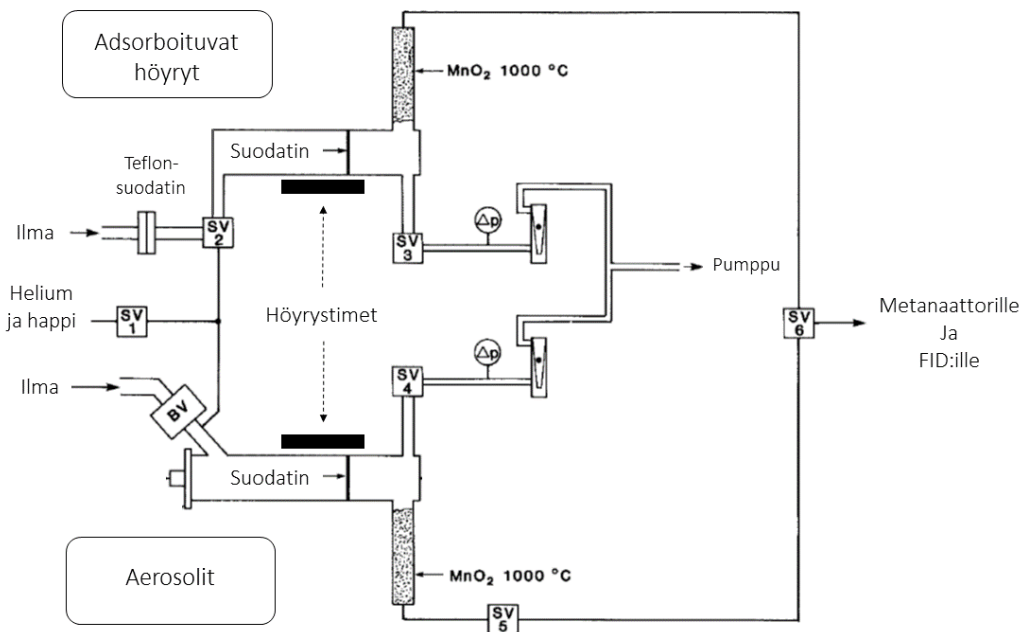 Adsorboituvat
höyryt
MnO₂ 1000 °C
Suodatin
Teflon-
suodatin
Ilma
SV
2
SV
3
Δp
Pumppu
Helium
ja happi
SV
1
Höyrystimet
SV
6
Metanaattorille
Ja
FID:ille
Δp
Ilma
BV
SV
4
Suodatin
Aerosolit
MnO₂ 1000 °C
SV
5